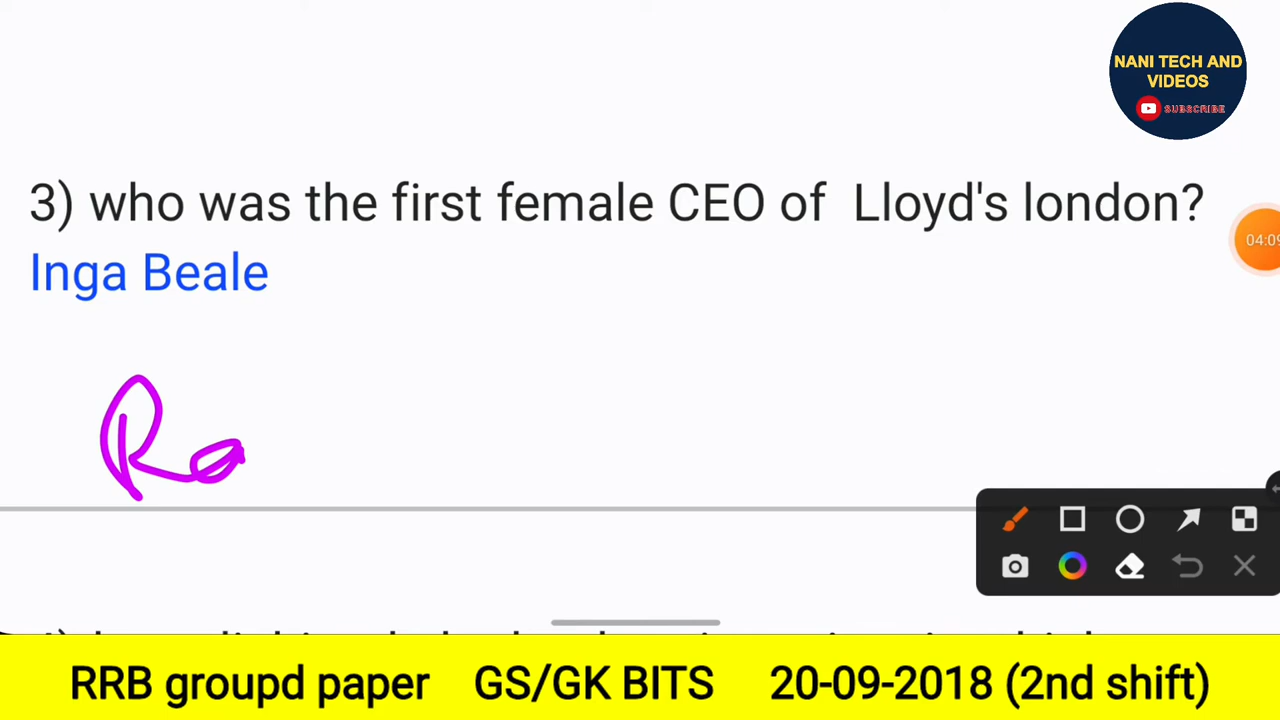 NANI TECH AND
VIDEOS
SUBSCRIBE
3) who was the first female CEO of Lloyd's london?
04:09
Inga Beale
Ra
RRB groupd paper GS/GK BITS 20-09-2018 (2nd shift)